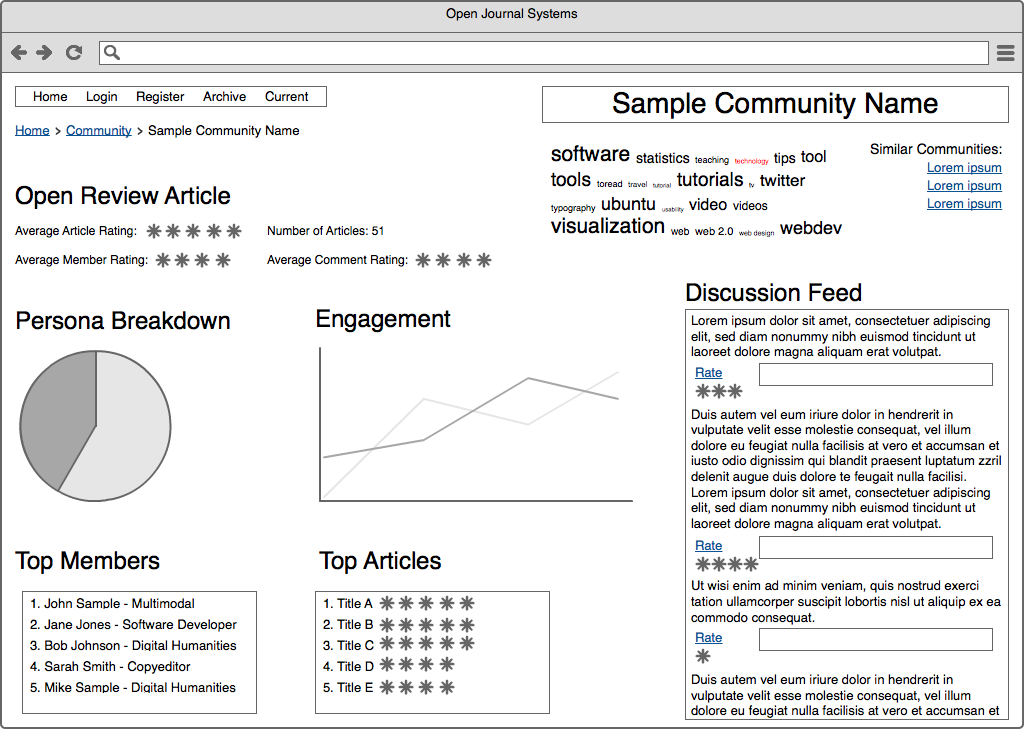 Open Journal Systems
Home Login Register Archive Current
Sample Community Name
Home > Community > Sample Community Name
software statistics teaching technology tips tool
tools toread travel tutorial tutorials tv twitter
typography ubuntu usability video videos
visualization web web 2.0 web design webdev
Similar Communities:
Lorem ipsum
Lorem ipsum
Lorem ipsum
Open Review Article
Average Article Rating:
Number of Articles: 51
Average Member Rating:
Average Comment Rating:
Persona Breakdown
Engagement
Top Members
1. John Sample - Multimodal
2. Jane Jones - Software Developer
3. Bob Johnson - Digital Humanities
4. Sarah Smith - Copyeditor
5. Mike Sample - Digital Humanities
Top Articles
1. Title A
2. Title B
3. Title C
4. Title D
5. Title E
Discussion Feed
Lorem ipsum dolor sit amet, consectetuer adipiscing
elit, sed diam nonummy nibh euismod tincidunt ut
laoreet dolore magna aliquam erat volutpat.
Rate
Duis autem vel eum iriure dolor in hendrerit in
vulputate velit esse molestie consequat, vel illum
dolore eu feugiat nulla facilisis at vero et accumsan et
iusto odio dignissim qui blandit praesent luptatum zzril
delenit augue duis dolore te feugait nulla facilisi.
Lorem ipsum dolor sit amet, consectetuer adipiscing
elit, sed diam nonummy nibh euismod tincidunt ut
laoreet dolore magna aliquam erat volutpat.
Rate
Ut wisi enim ad minim veniam, quis nostrud exerci
tation ullamcorper suscipit lobortis nisl ut aliquip ex ea
commodo consequat.
Rate
Duis autem vel eum iriure dolor in hendrerit in
vulputate velit esse molestie consequat, vel illum
dolore eu feugiat nulla facilisis at vero et accumsan et